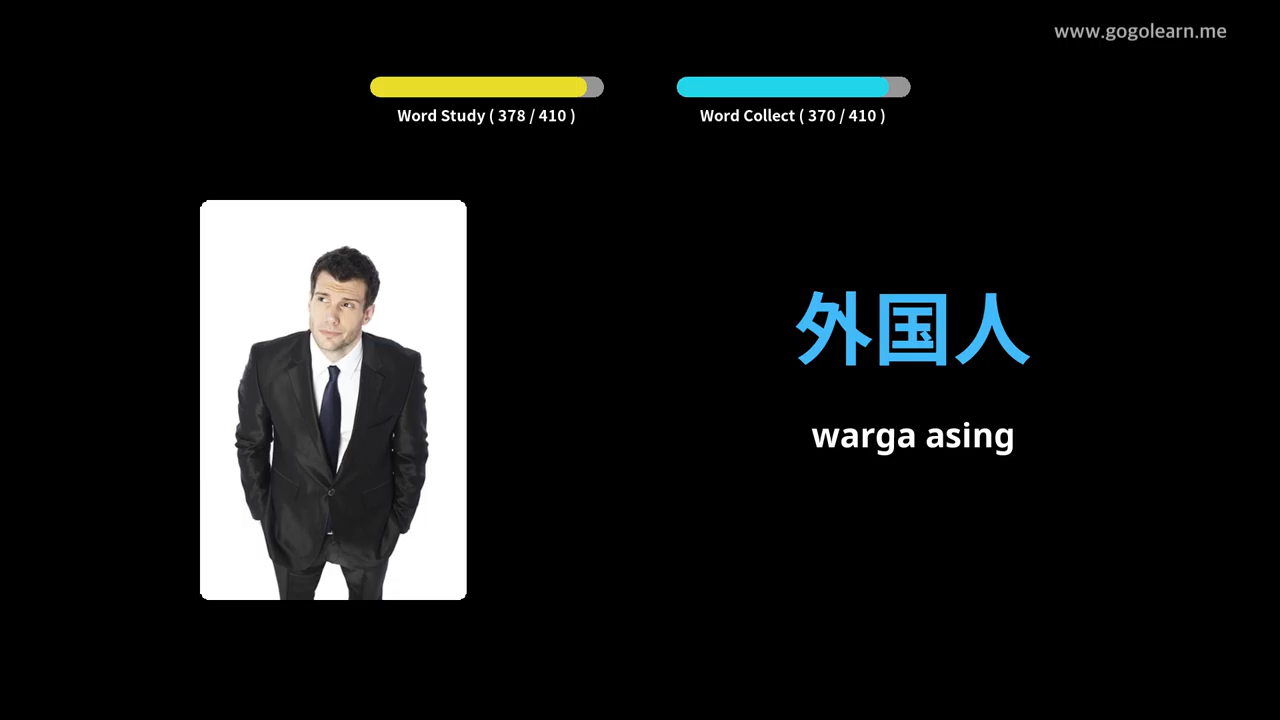 www.gogolearn.me
Word Study ( 378 / 410 )
Word Collect ( 370 / 410 )
外国人
warga asing